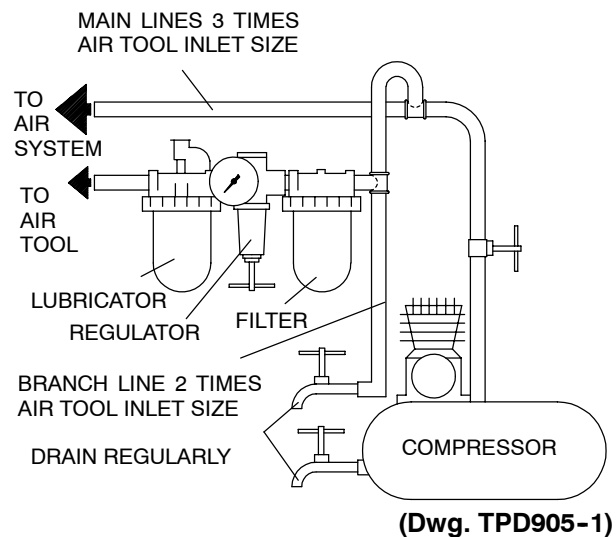 MAIN LINES 3 TIMES
AIR TOOL INLET SIZE
TO
AIR
SYSTEM
TO
AIR
TOOL
LUBRICATOR
REGULATOR
FILTER
BRANCH LINE 2 TIMES
AIR TOOL INLET SIZE
DRAIN REGULARLY
COMPRESSOR
(Dwg. TPD905-1)